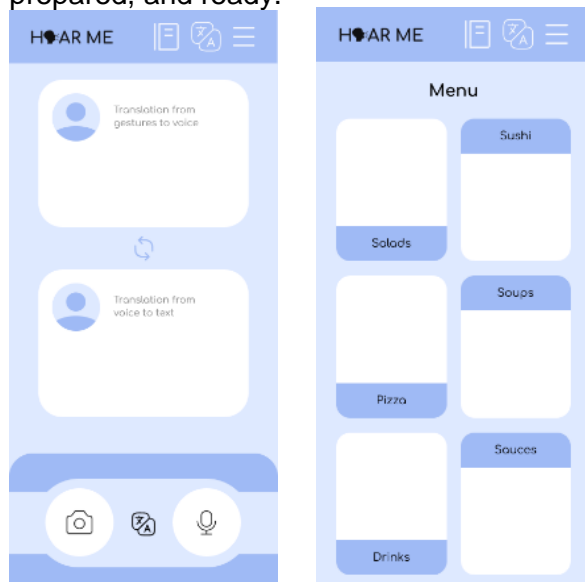 prepared, and ready.
HEAR ME
Translation from
gestures to voice
Translation from
voice to text
HEAR ME
Menu
Sushi
Salads
Soups
Pizza
Sauces
Drinks